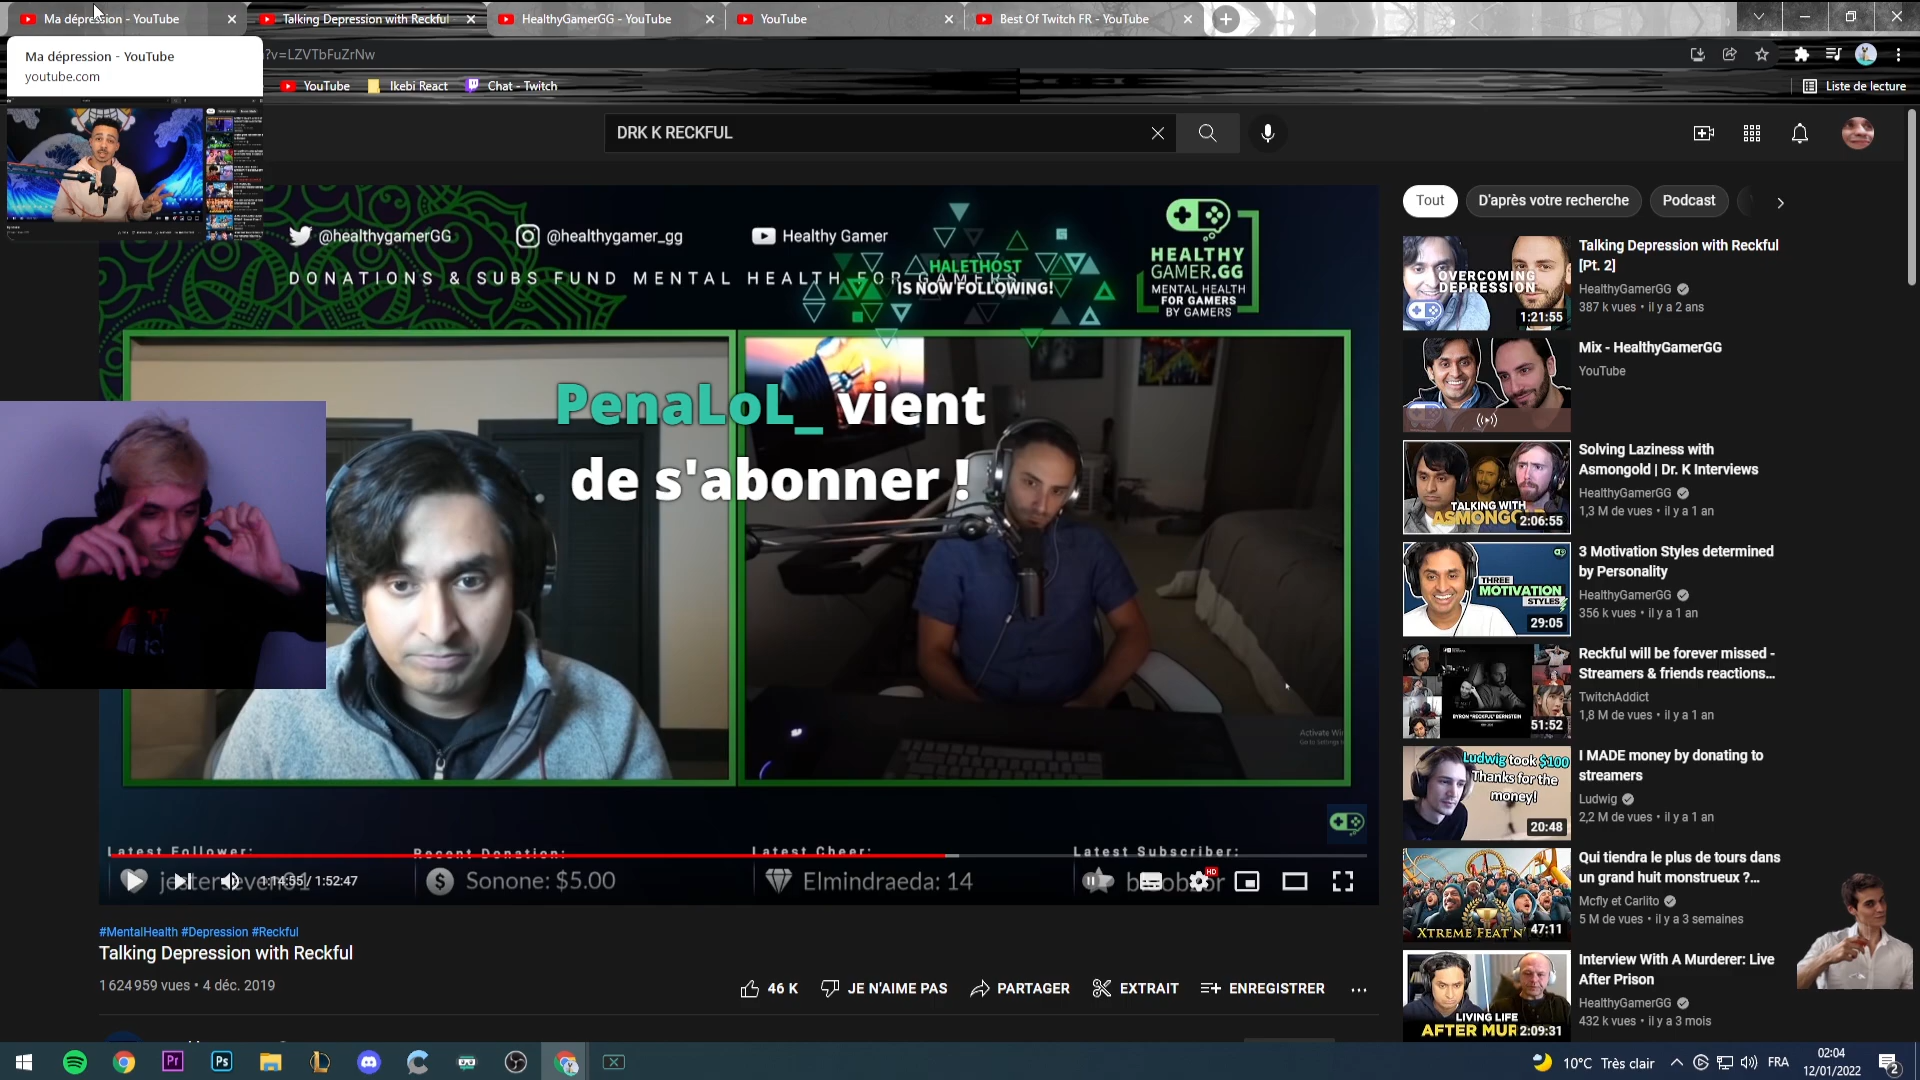 Ma dépression - YouTube
Talking Depression with Reckful
HealthyGamerGG - YouTube
YouTube
Best Of Twitch FR - YouTube
Ma dépression - YouTube
youtube.com
?v=LZVTbFuZrNw
YouTube
Ikebi React
Chat - Twitch
Liste de lecture
DRK K RECKFUL
@healthygamerGG
@healthygamer_gg
Healthy Gamer
DONATIONS & SUBS FUND MENTAL HEALTH FOR GAMERS
HALETHOST
IS NOW FOLLOWING!
HEALTHY
GAMER.GG
MENTAL HEALTH
FOR GAMERS
BY GAMERS
PenaLoL_ vient
de s'abonner !
Activate Win
Latest Follower:
Recent Donation:
Latest Cheer:
Latest Subscriber:
1:14:55 / 1:52:47
Sonone: $5.00
Elmindraeda: 14
HD
#MentalHealth #Depression #Reckful
Talking Depression with Reckful
1 624 959 vues • 4 déc. 2019
46 K
JE N'AIME PAS
PARTAGER
EXTRAIT
ENREGISTRER
Tout
D'après votre recherche
Podcast
OVERCOMING
DEPRESSION
1:21:55
Talking Depression with Reckful
[Pt. 2]
HealthyGamerGG
387 k vues • il y a 2 ans
Mix - HealthyGamerGG
YouTube
TALKING WITH
2:06:55
Solving Laziness with
Asmongold | Dr. K Interviews
HealthyGamerGG
1,3 M de vues • il y a 1 an
THREE
MOTIVATION
STYLES
29:05
3 Motivation Styles determined
by Personality
HealthyGamerGG
356 k vues • il y a 1 an
BYRON "RECKFUL" BERNSTEIN
51:52
Reckful will be forever missed -
Streamers & friends reactions...
TwitchAddict
1,8 M de vues • il y a 1 an
Ludwig took $100
Thanks for the
money!
20:48
I MADE money by donating to
streamers
Ludwig
2,2 M de vues • il y a 1 an
XTREME FEAT'N'
47:11
Qui tiendra le plus de tours dans
un grand huit monstrueux ?...
Mcfly et Carlito
5 M de vues • il y a 3 semaines
LIVING LIFE
AFTER MUR
2:09:31
Interview With A Murderer: Live
After Prison
HealthyGamerGG
432 k vues • il y a 3 mois
10°C Très clair
FRA
02:04
12/01/2022
2